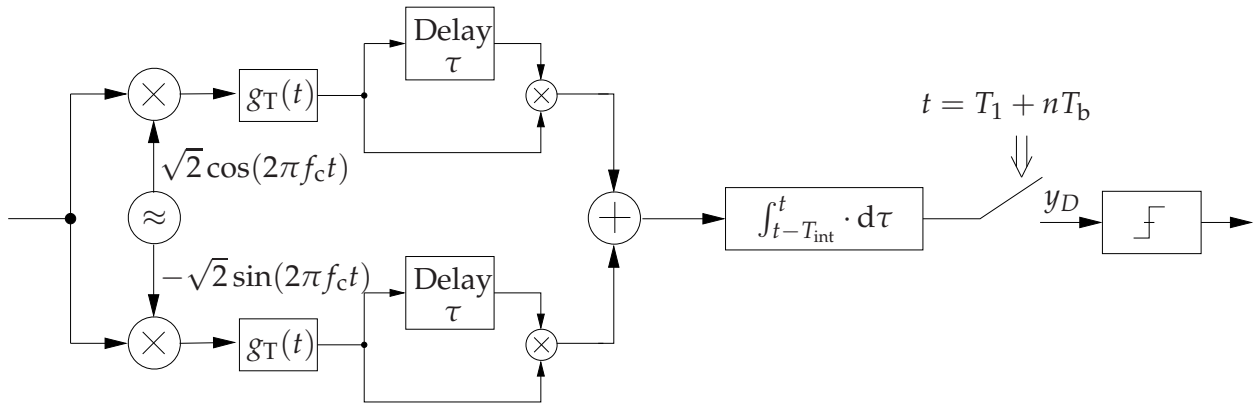 Delay
τ
g_T(t)
t = T_1 + nT_b
√2 cos(2πf_c t)
≈
∫_{t−T_int}^{t} · dτ
y_D
−√2 sin(2πf_c t)
Delay
τ
g_T(t)